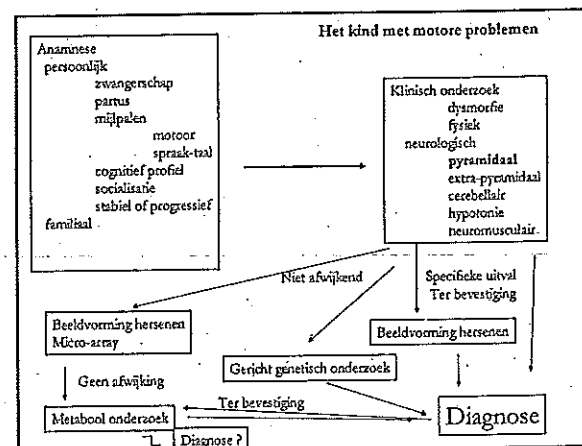 Het kind met motore problemen
Anamnese
persoonlijk
zwangerschap
partus
mijlpalen
motoor
spraak-taal
cognitief profiel
socialisatie
stabiel of progressief
familiaal
Klinisch onderzoek
dysmorfie
fysiek
neurologisch
pyramidaal
extra-pyramidaal
cerebellair
hypotonie
neuromusculair
Niet afwijkend
Specifieke uitval
Ter bevestiging
Beeldvorming hersenen
Micro-array
Beeldvorming hersenen
Gericht genetisch onderzoek
Geen afwijking
Ter bevestiging
Metabool onderzoek
Diagnose
Diagnose ?